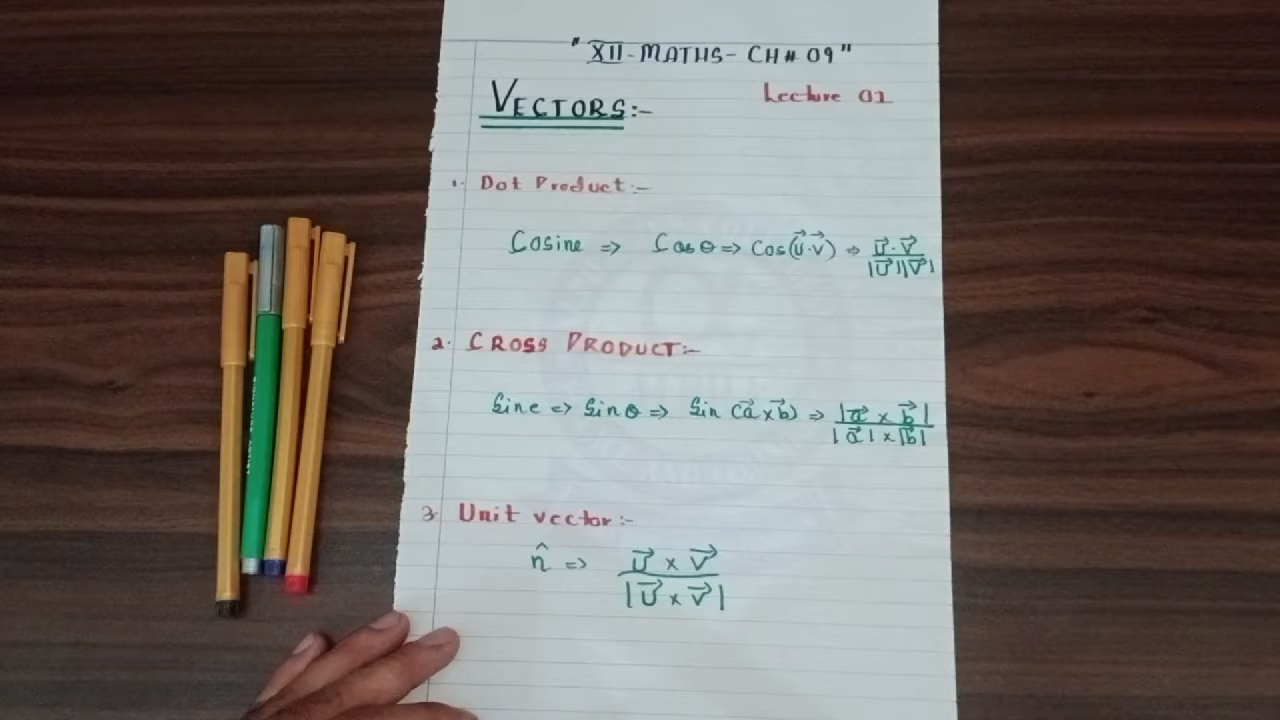 "XII-MATHS-CH# 09"
Lecture 01
VECTORS:-
1. Dot Product:-
Cosine ⇒ Cosθ ⇒ Cos(u⃗·v⃗) ⇒ u⃗·v⃗ / |u⃗||v⃗|
2. CROSS PRODUCT:-
Sine ⇒ Sinθ ⇒ Sin (a⃗×b⃗) ⇒ |a⃗ × b⃗| / |a⃗| × |b⃗|
3. Unit vector:-
n̂ ⇒ u⃗ × v⃗ / |u⃗ × v⃗|